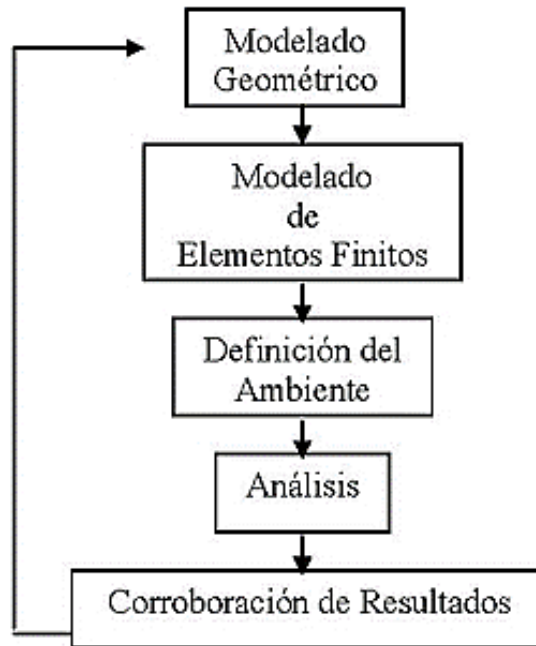 Modelado
Geométrico
Modelado
de
Elementos Finitos
Definición del
Ambiente
Análisis
Corroboración de Resultados